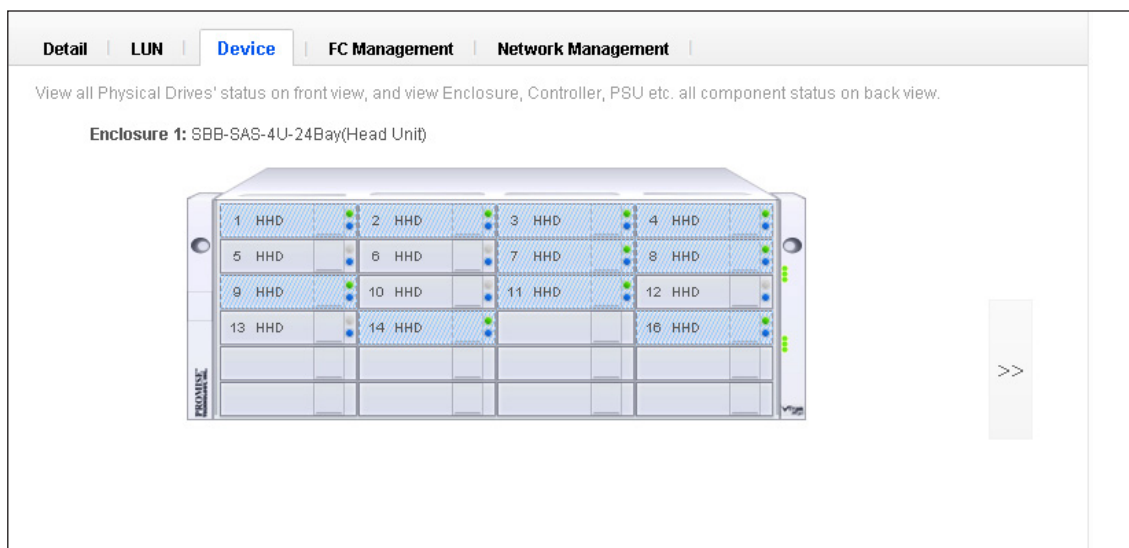 Detail LUN Device FC Management Network Management
View all Physical Drives' status on front view, and view Enclosure, Controller, PSU etc. all component status on back view.
Enclosure 1: SBB-SAS-4U-24Bay(Head Unit)
1 HHD 2 HHD 3 HHD 4 HHD
5 HHD 6 HHD 7 HHD 8 HHD
9 HHD 10 HHD 11 HHD 12 HHD
13 HHD 14 HHD 16 HHD
>>
PROMISE